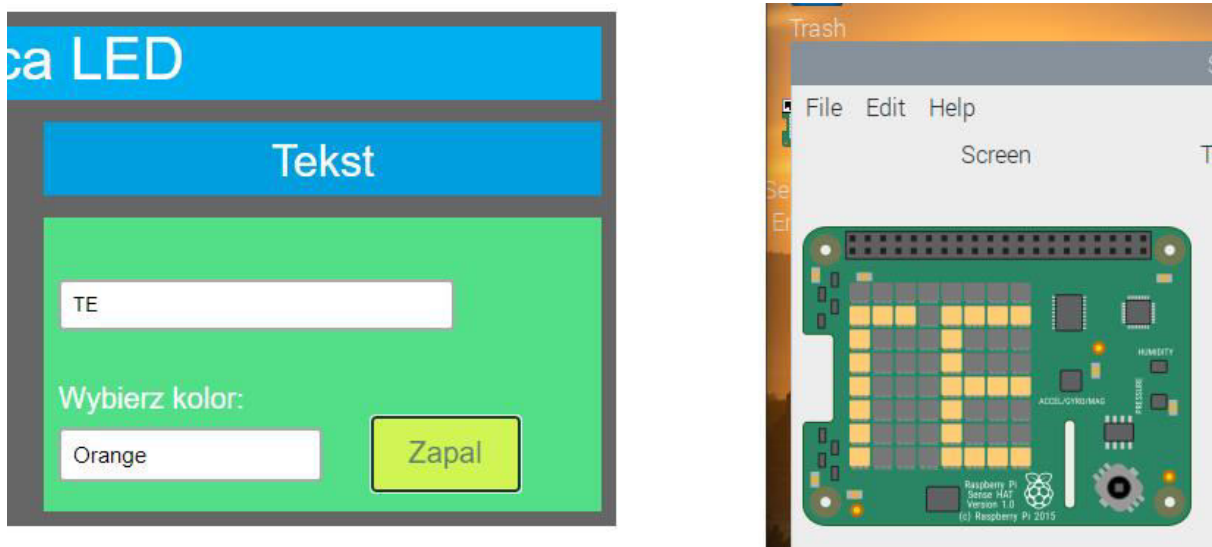 ca LED
Tekst
TE
Wybierz kolor:
Orange
Zapal
Trash
File Edit Help
Screen
HUMIDITY
PRESSURE
ACCEL/GYRO/MAG
Raspberry Pi
Sense HAT
Version 1.0
(c) Raspberry Pi 2015